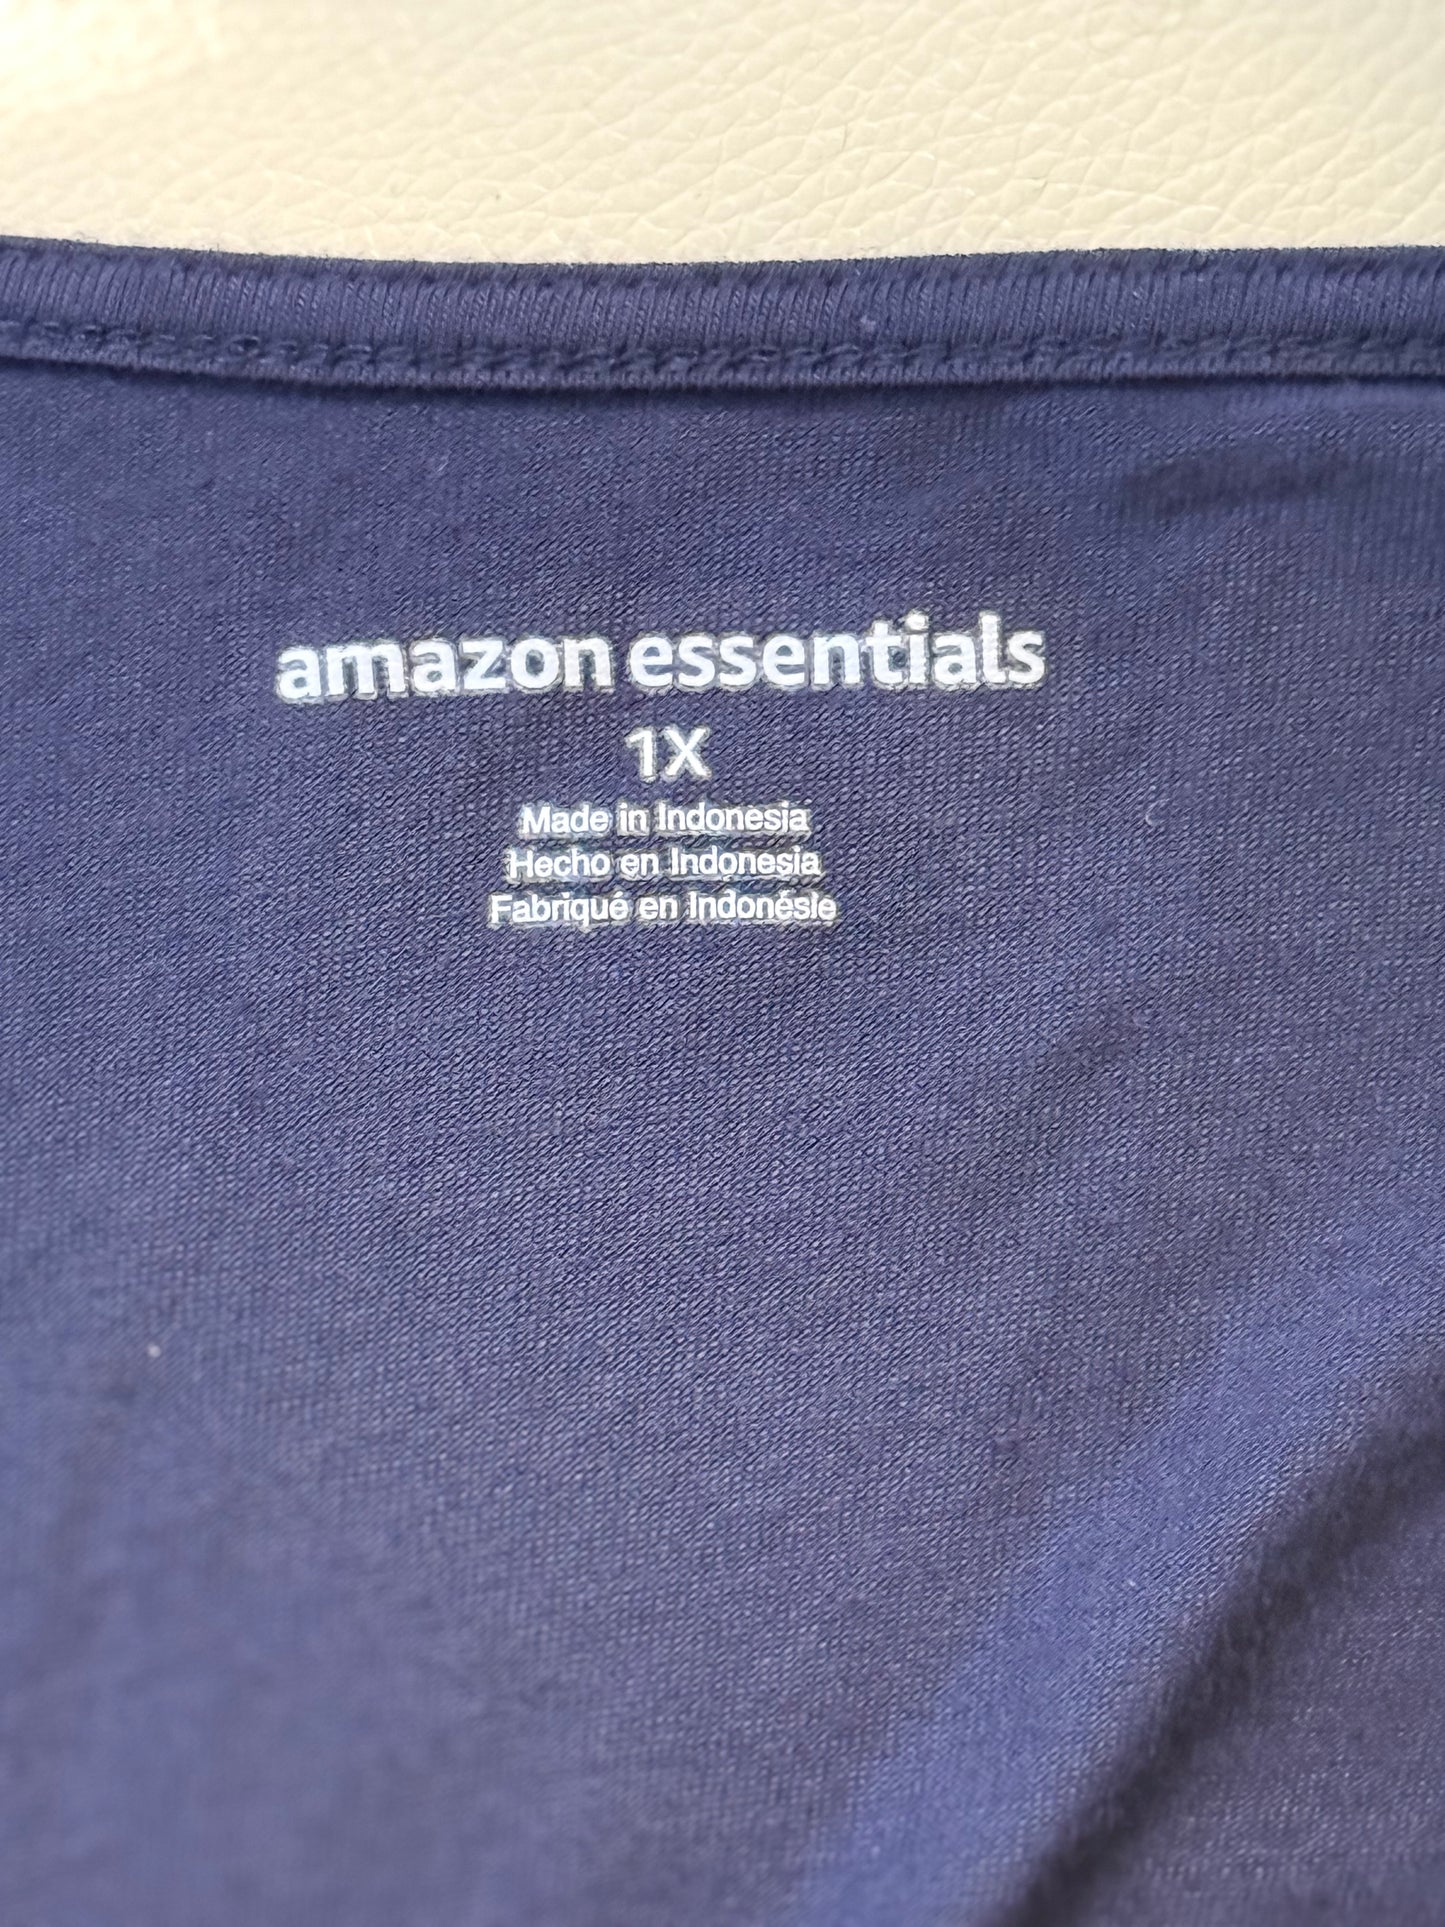 amazon essentials
1X
Made in Indonesia
Hecho en Indonesia
Fabriqué en Indonésie